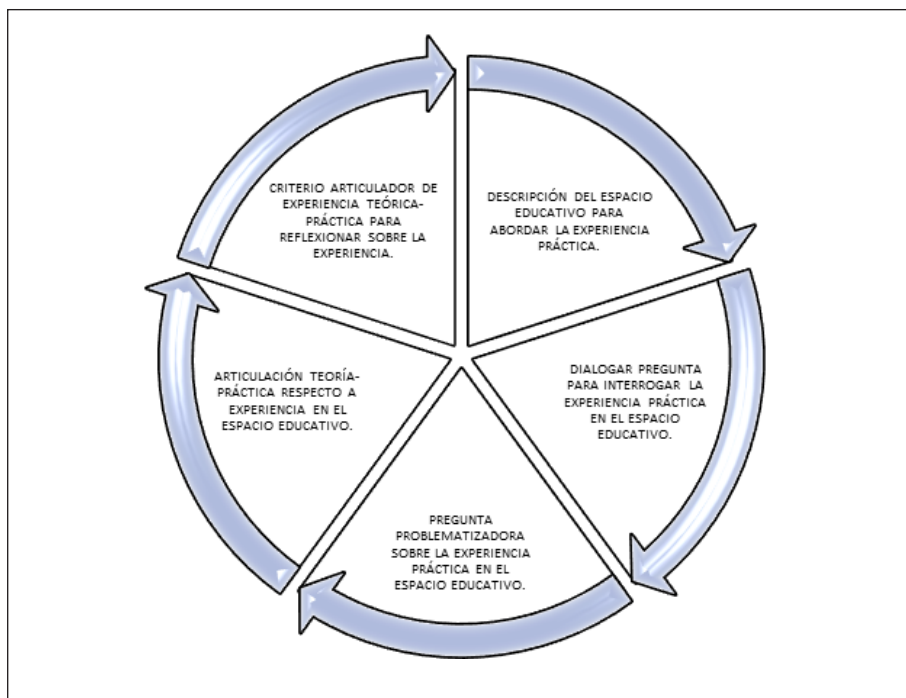 DESCRIPCIÓN DEL ESPACIO
EDUCATIVO PARA
ABORDAR LA EXPERIENCIA
PRÁCTICA.
DIALOGAR PREGUNTA
PARA INTERROGAR LA
EXPERIENCIA PRÁCTICA
EN EL ESPACIO
EDUCATIVO.
PREGUNTA
PROBLEMATIZADORA
SOBRE LA EXPERIENCIA
PRÁCTICA EN EL
ESPACIO EDUCATIVO.
ARTICULACIÓN TEORÍA-
PRÁCTICA RESPECTO A
EXPERIENCIA EN EL
ESPACIO EDUCATIVO.
CRITERIO ARTICULADOR DE
EXPERIENCIA TEÓRICA-
PRÁCTICA PARA
REFLEXIONAR SOBRE LA
EXPERIENCIA.